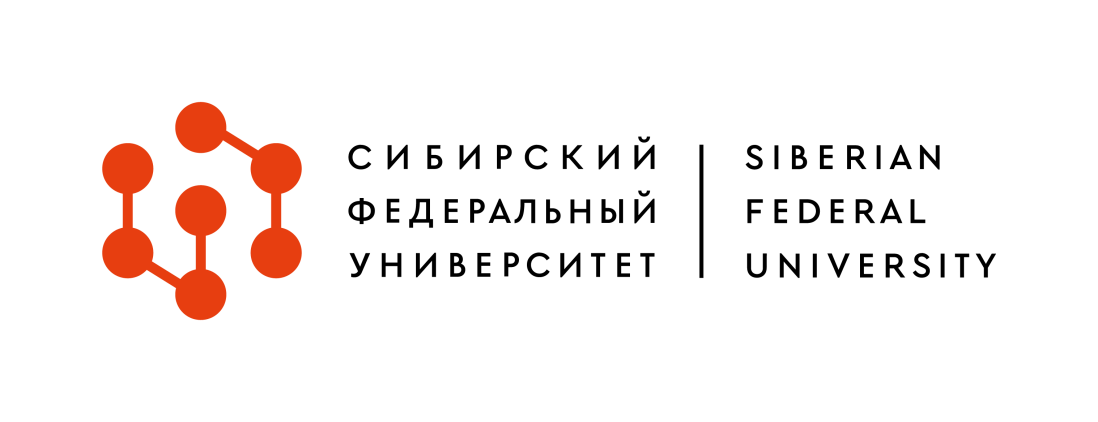 СИБИРСКИЙ
ФЕДЕРАЛЬНЫЙ
УНИВЕРСИТЕТ
SIBERIAN
FEDERAL
UNIVERSITY